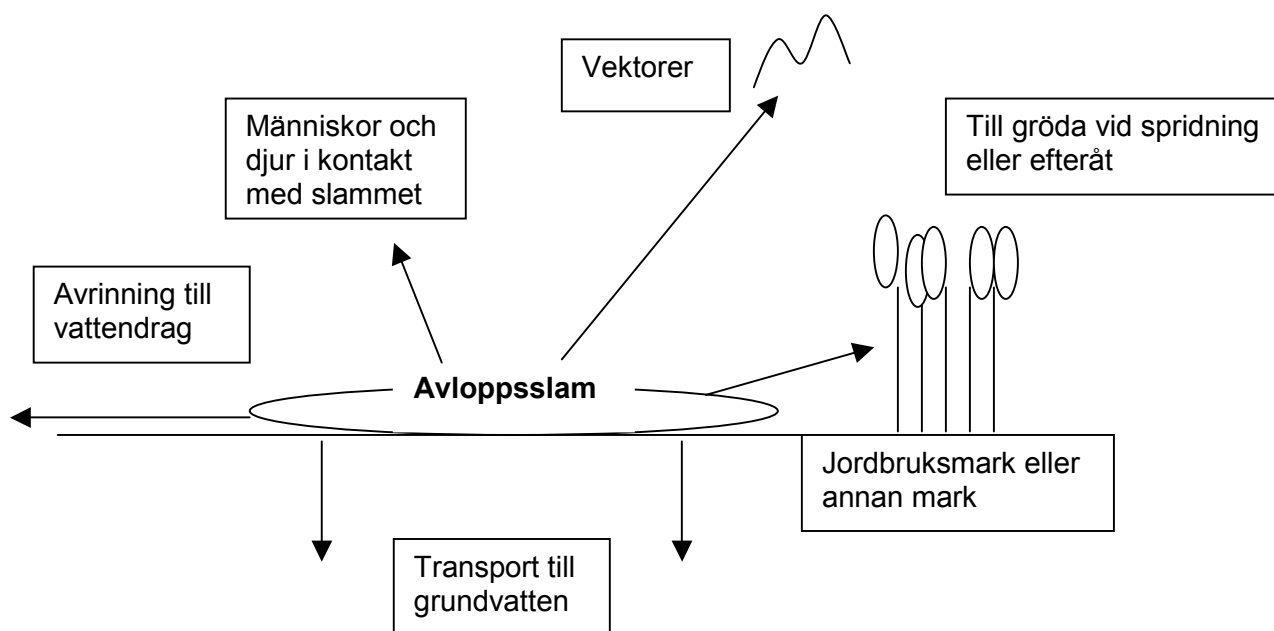 Vektorer
Människor och
djur i kontakt
med slammet
Till gröda vid spridning
eller efteråt
Avrinning till
vattendrag
Avloppsslam
Jordbruksmark eller
annan mark
Transport till
grundvatten